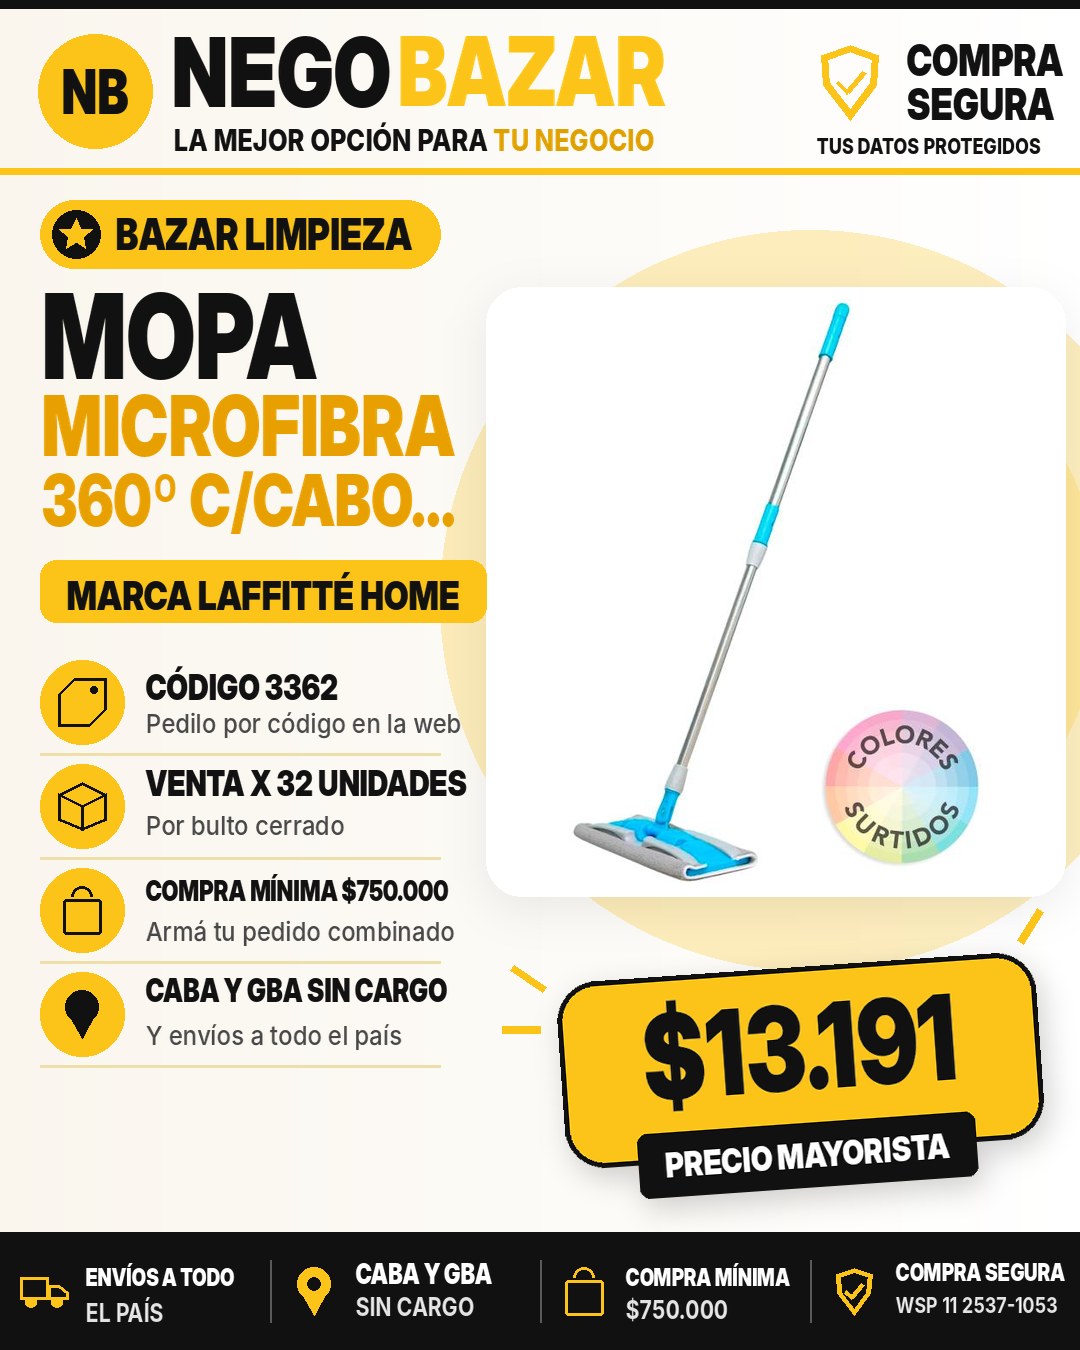 NB
NEGOBAZAR
LA MEJOR OPCIÓN PARA TU NEGOCIO
COMPRA
SEGURA
TUS DATOS PROTEGIDOS
BAZAR LIMPIEZA
MOPA
MICROFIBRA
360º C/CABO...
MARCA LAFFITTÉ HOME
CÓDIGO 3362
Pedilo por código en la web
VENTA X 32 UNIDADES
Por bulto cerrado
COMPRA MÍNIMA $750.000
Armá tu pedido combinado
CABA Y GBA SIN CARGO
Y envíos a todo el país
COLORES
SURTIDOS
$13.191
PRECIO MAYORISTA
ENVÍOS A TODO
EL PAÍS
CABA Y GBA
SIN CARGO
COMPRA MÍNIMA
$750.000
COMPRA SEGURA
WSP 11 2537-1053